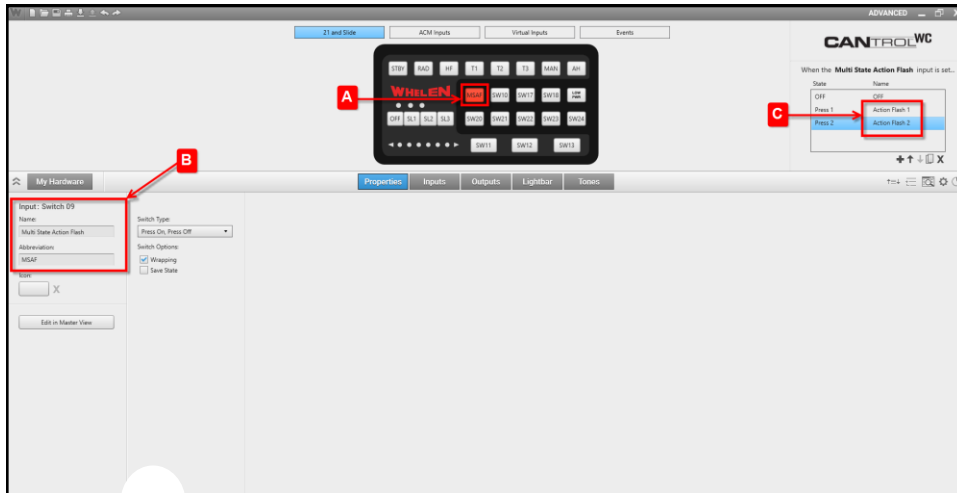 ADVANCED
Z1 and Slide
ACM Inputs
Virtual Inputs
Events
CANTROLWC
When the Multi State Action Flash input is set...
State Name
OFF OFF
Press 1 Action Flash 1
Press 2 Action Flash 2
A
B
C
STBY RAD HF T1 T2 T3 MAN AH
WHELEN MSAF SW10 SW17 SW18 LOW PWR
OFF SL1 SL2 SL3 SW20 SW21 SW22 SW23 SW24
SW11 SW12 SW13
My Hardware
Properties Inputs Outputs Lightbar Tones
Input: Switch 09
Name:
Multi State Action Flash
Abbreviation:
MSAF
Icon:
X
Edit in Master View
Switch Type:
Press On, Press Off
Switch Options:
Wrapping
Save State